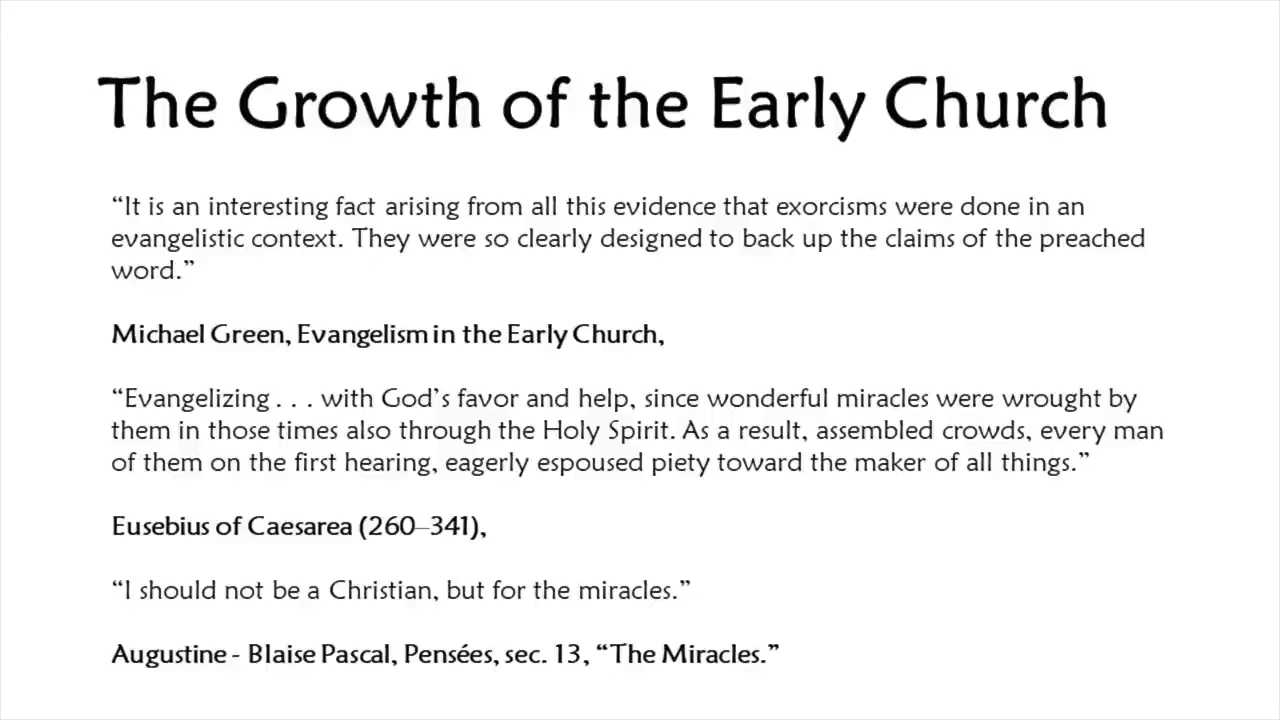 The Growth of the Early Church
“It is an interesting fact arising from all this evidence that exorcisms were done in an
evangelistic context. They were so clearly designed to back up the claims of the preached
word.”
Michael Green, Evangelism in the Early Church,
“Evangelizing . . . with God’s favor and help, since wonderful miracles were wrought by
them in those times also through the Holy Spirit. As a result, assembled crowds, every man
of them on the first hearing, eagerly espoused piety toward the maker of all things.”
Eusebius of Caesarea (260–341),
“I should not be a Christian, but for the miracles.”
Augustine - Blaise Pascal, Pensées, sec. 13, “The Miracles.”